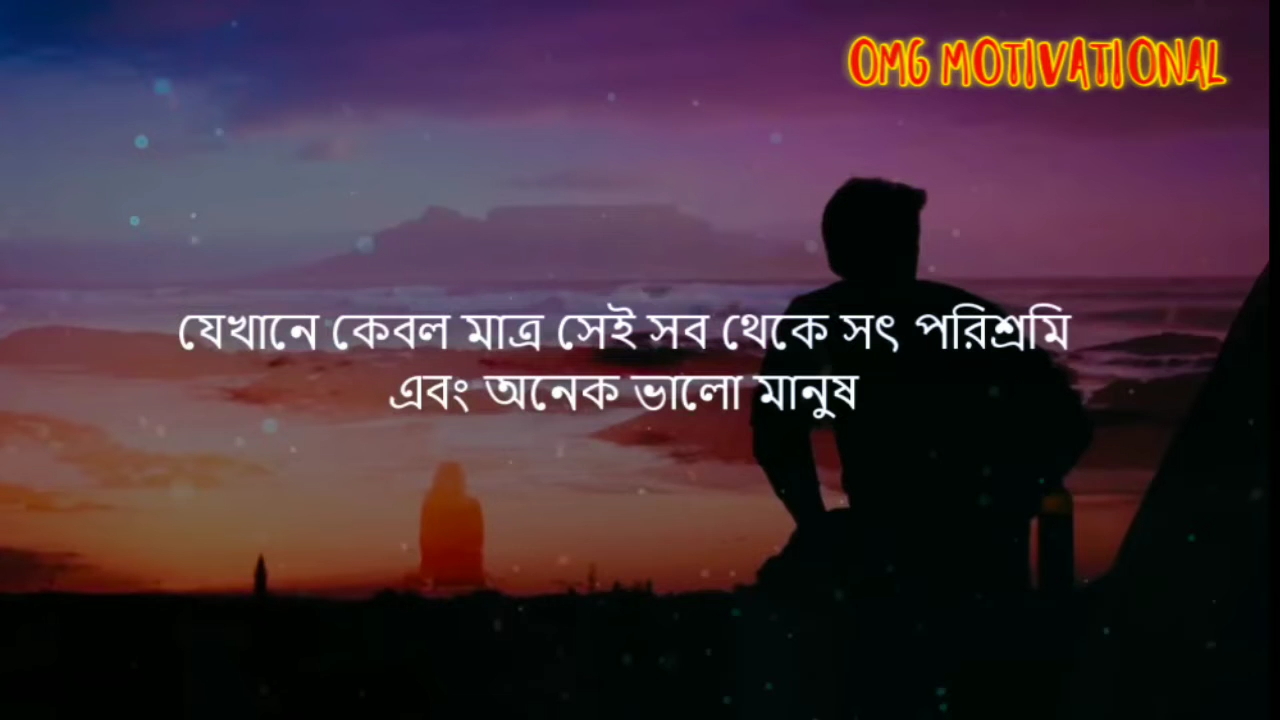 OMG MOTIVATIONAL
যেখানে কেবল মাত্র সেই সব থেকে সৎ পরিশ্রমি
এবং অনেক ভালো মানুষ